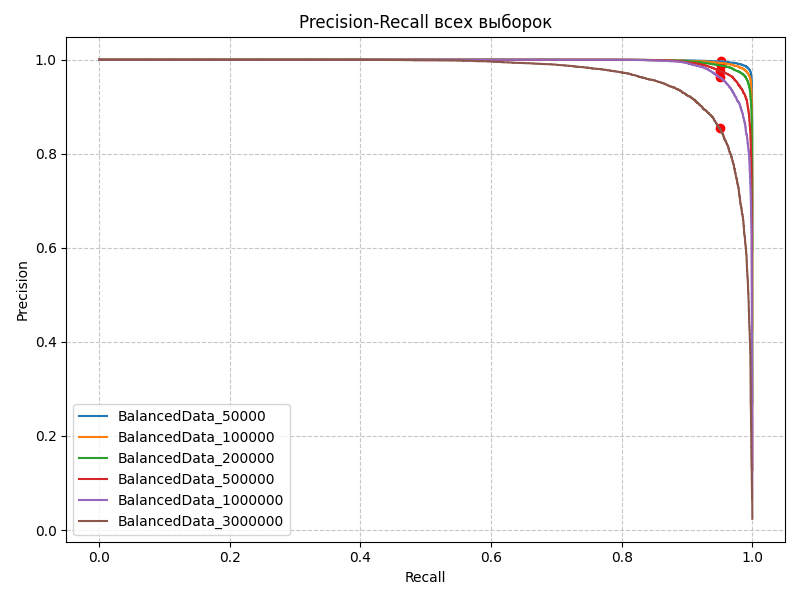 Precision-Recall всех выборок
Precision
1.0
0.8
0.6
0.4
0.2
0.0
BalancedData_50000
BalancedData_100000
BalancedData_200000
BalancedData_500000
BalancedData_1000000
BalancedData_3000000
0.0 0.2 0.4 0.6 0.8 1.0
Recall